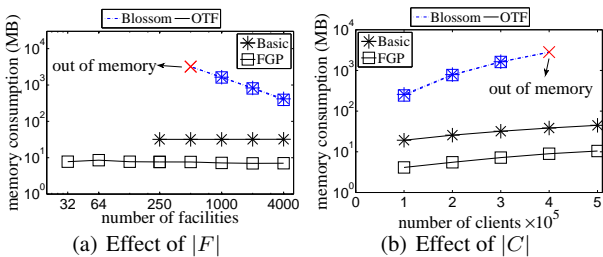 Blossom OTF
Basic
FGP
out of memory
memory consumption (MB)
10^4
10^3
10^2
10^1
10^0
32 64 250 1000 4000
number of facilities
(a) Effect of |F|
Blossom OTF
Basic
FGP
out of memory
memory consumption (MB)
10^4
10^3
10^2
10^1
10^0
0 1 2 3 4 5
number of clients ×10^5
(b) Effect of |C|